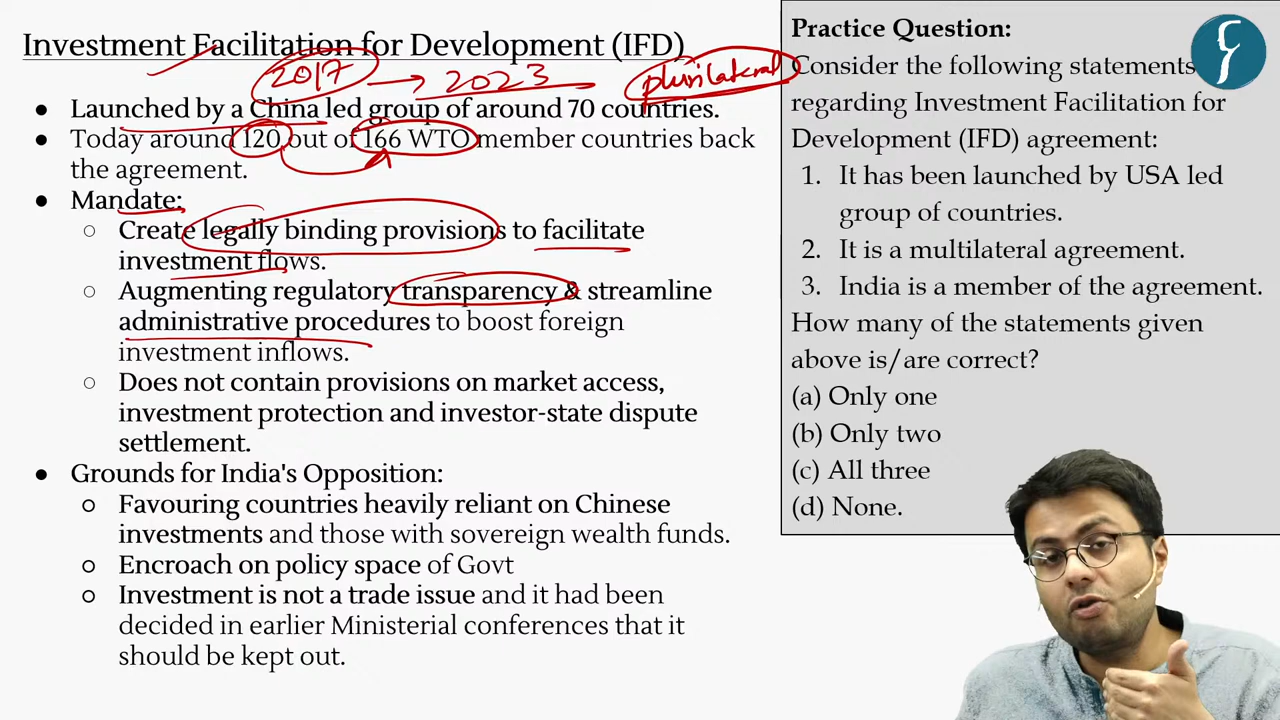 Investment Facilitation for Development (IFD)
2017 → 2023 plurilateral
● Launched by a China led group of around 70 countries.
● Today around 120 out of 166 WTO member countries back
the agreement.
● Mandate:
○ Create legally binding provisions to facilitate
investment flows.
○ Augmenting regulatory transparency & streamline
administrative procedures to boost foreign
investment inflows.
○ Does not contain provisions on market access,
investment protection and investor-state dispute
settlement.
● Grounds for India's Opposition:
○ Favouring countries heavily reliant on Chinese
investments and those with sovereign wealth funds.
○ Encroach on policy space of Govt
○ Investment is not a trade issue and it had been
decided in earlier Ministerial conferences that it
should be kept out.
Practice Question:
Consider the following statements
regarding Investment Facilitation for
Development (IFD) agreement:
1. It has been launched by USA led
group of countries.
2. It is a multilateral agreement.
3. India is a member of the agreement.
How many of the statements given
above is/are correct?
(a) Only one
(b) Only two
(c) All three
(d) None.